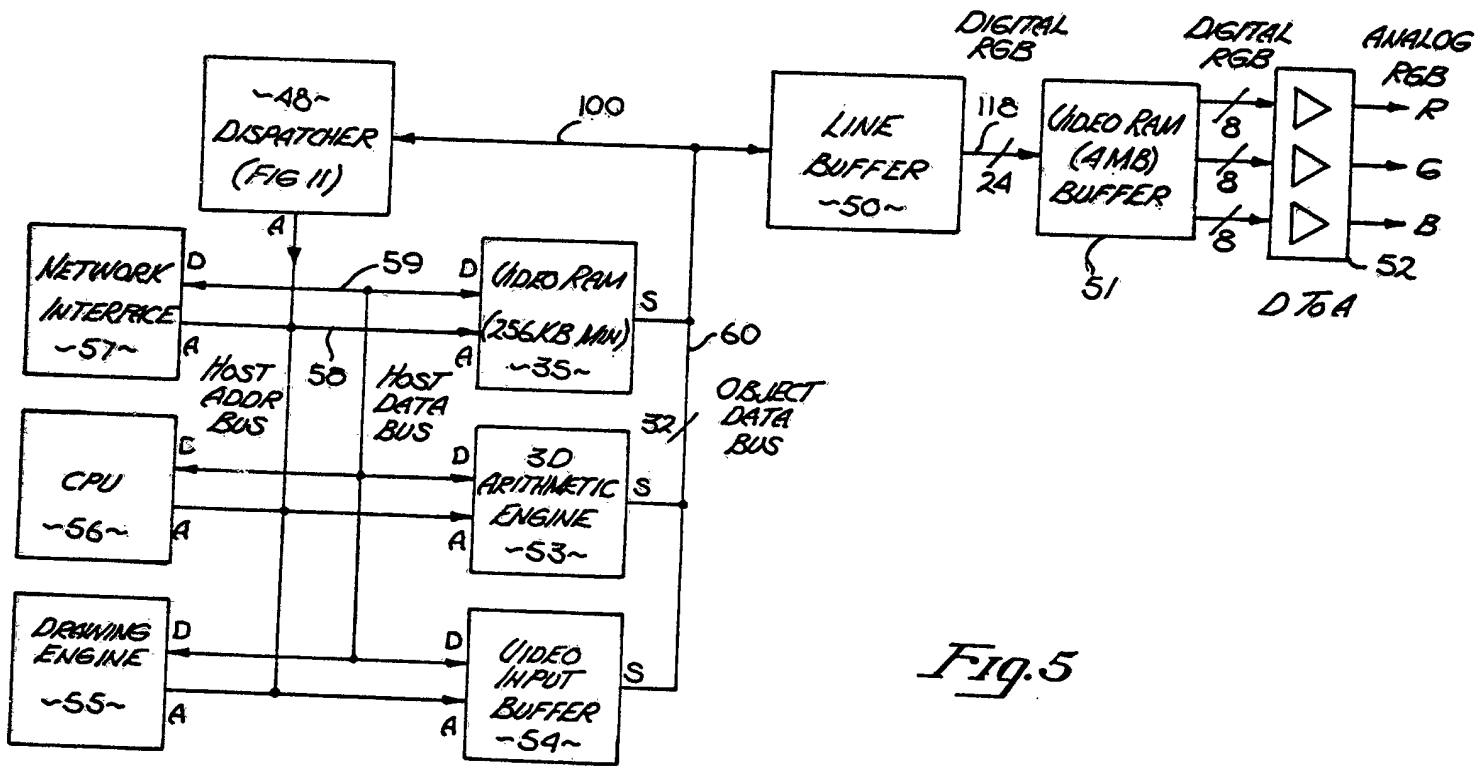 DIGITAL
RGB
DIGITAL
RGB
ANALOG
RGB
~48~
DISPATCHER
(FIG 11)
A
100
LINE
BUFFER
~50~
118
24
VIDEO RAM
(4MB)
BUFFER
51
8
8
8
R
G
B
52
D TO A
NETWORK
INTERFACE
~57~
D
A
59
58
HOST
ADDR
BUS
HOST
DATA
BUS
D
A
VIDEO RAM
(256KB MIN)
~35~
S
60
32
OBJECT
DATA
BUS
CPU
~56~
D
A
D
A
3D
ARITHMETIC
ENGINE
~53~
S
DRAWING
ENGINE
~55~
D
A
D
A
VIDEO
INPUT
BUFFER
~54~
S
Fig. 5